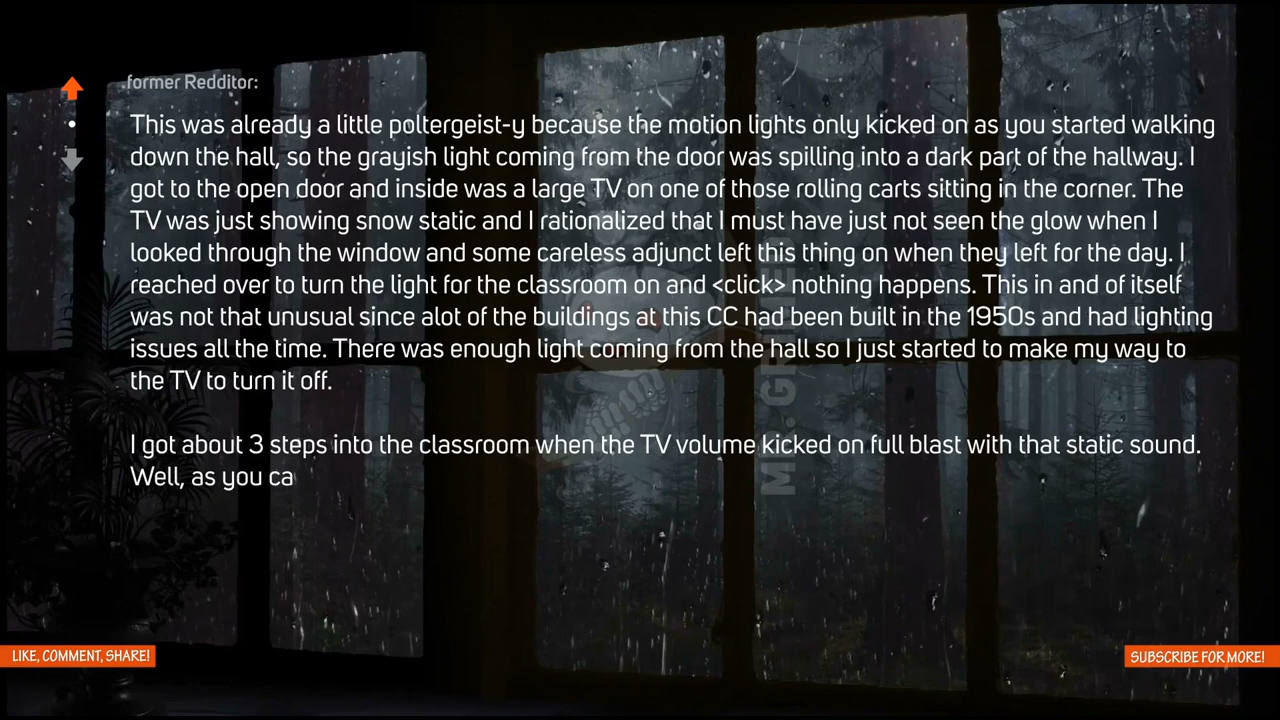 .former Redditor:
This was already a little poltergeist-y because the motion lights only kicked on as you started walking
down the hall, so the grayish light coming from the door was spilling into a dark part of the hallway. I
got to the open door and inside was a large TV on one of those rolling carts sitting in the corner. The
TV was just showing snow static and I rationalized that I must have just not seen the glow when I
looked through the window and some careless adjunct left this thing on when they left for the day. I
reached over to turn the light for the classroom on and <click> nothing happens. This in and of itself
was not that unusual since alot of the buildings at this CC had been built in the 1950s and had lighting
issues all the time. There was enough light coming from the hall so I just started to make my way to
the TV to turn it off.
I got about 3 steps into the classroom when the TV volume kicked on full blast with that static sound.
Well, as you ca
LIKE, COMMENT, SHARE!
SUBSCRIBE FOR MORE!